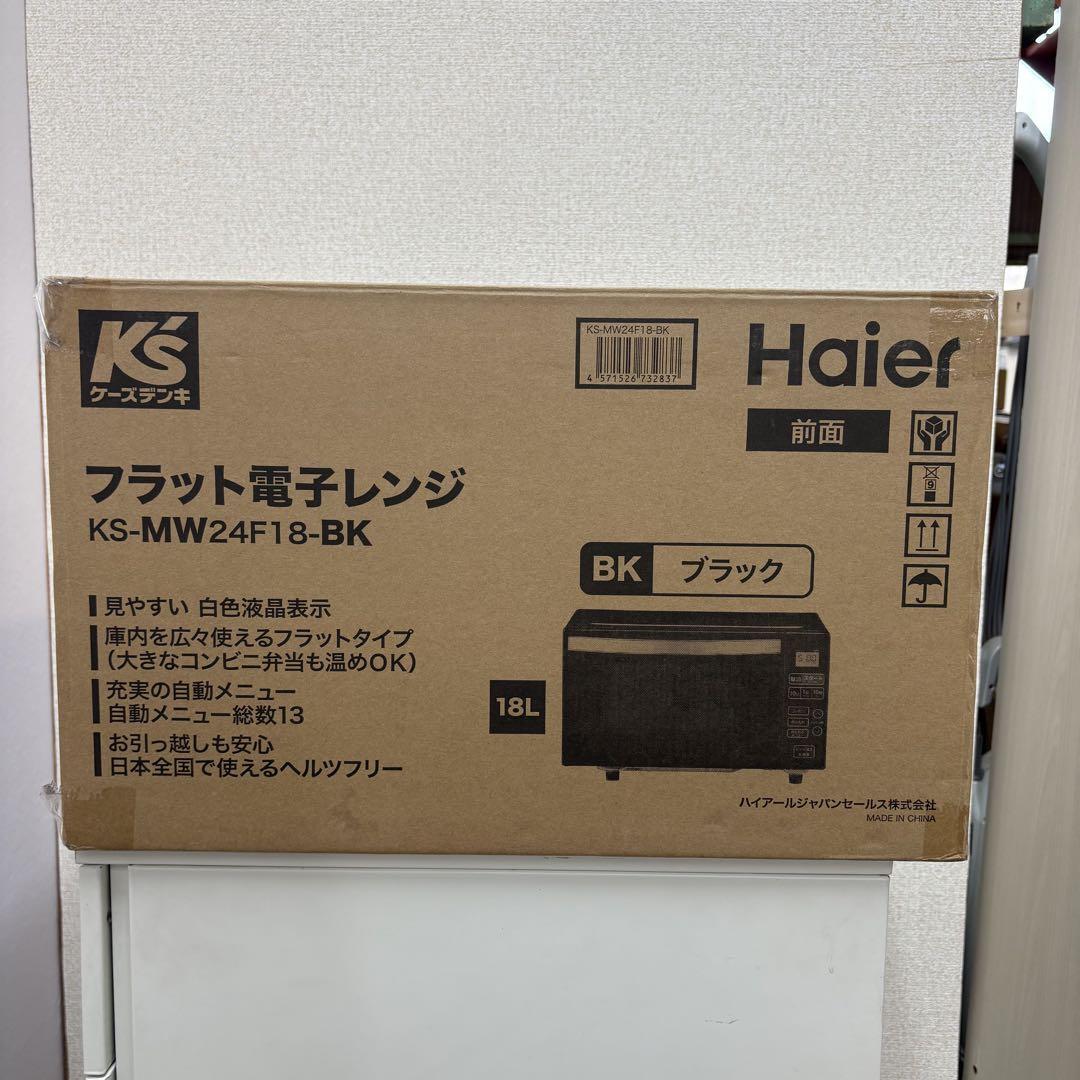 K's
ケーズデンキ
KS-MW24F18-BK
4 571526 732837
Haier
前面
9
フラット電子レンジ
KS-MW24F18-BK
BK ブラック
見やすい 白色液晶表示
庫内を広々使えるフラットタイプ
(大きなコンビニ弁当も温めOK)
充実の自動メニュー
自動メニュー総数13
お引っ越しも安心
日本全国で使えるヘルツフリー
18L
ハイアールジャパンセールス株式会社
MADE IN CHINA